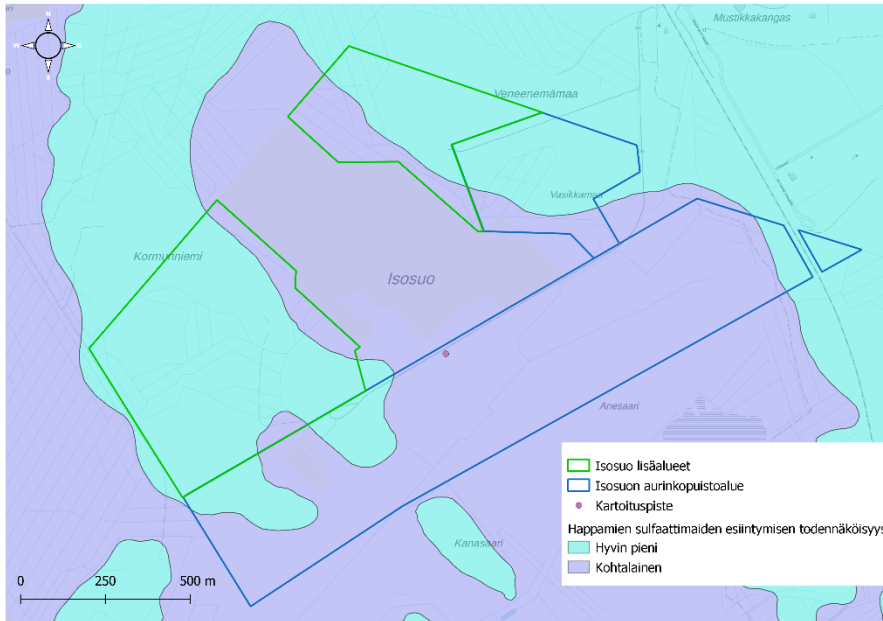 Mustikkakangas
N
W
E
S
Veneenemämaa
Vasikkamaa
Kormunniemi
Isosuo
Anesaari
Kanasaari
Isosuo lisäalueet
Isosuon aurinkopuistoalue
Kartoituspiste
Happamien sulfaattimaiden esiintymisen todennäköisyys
Hyvin pieni
Kohtalainen
0 250 500 m